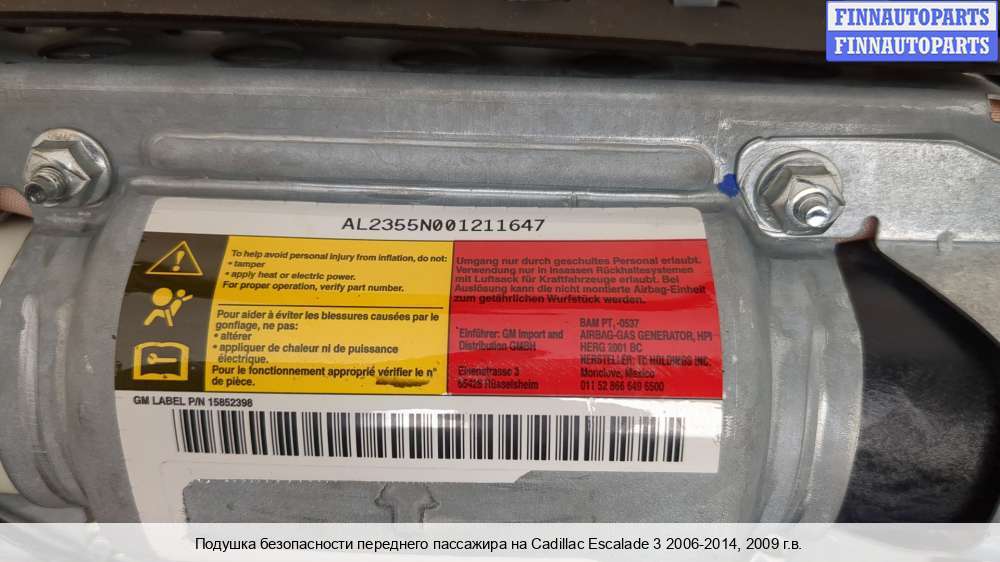 FINNAUTOPARTS
FINNAUTOPARTS
AL2355N001211647
To help avoid personal injury from inflation, do not:
• tamper
• apply heat or electric power.
For proper operation, verify part number.
Pour aider à éviter les blessures causées par le
gonflage, ne pas:
• altérer
• appliquer de chaleur ni de puissance
électrique.
Pour le fonctionnement approprié vérifier le n°
de pièce.
Umgang nur durch geschultes Personal erlaubt.
Verwendung nur in Insassen Rückhaltesystemen
mit Luftsack für Kraftfahrzeuge erlaubt. Bei
Auslösung kann die nicht montierte Airbag-Einheit
zum gefährlichen Wurfstück werden.
Einführer: GM Import and
Distribution GMBH
Eisenstrasse 3
65428 Rüsselsheim
BAM PT, -0537
AIRBAG-GAS GENERATOR, HPI
HERG 2001 BC
HERSTELLER: TK HOLDINGS INC.
Monclova, Mexico
011 52 866 649 6500
GM LABEL P/N 15852398
Подушка безопасности переднего пассажира на Cadillac Escalade 3 2006-2014, 2009 г.в.